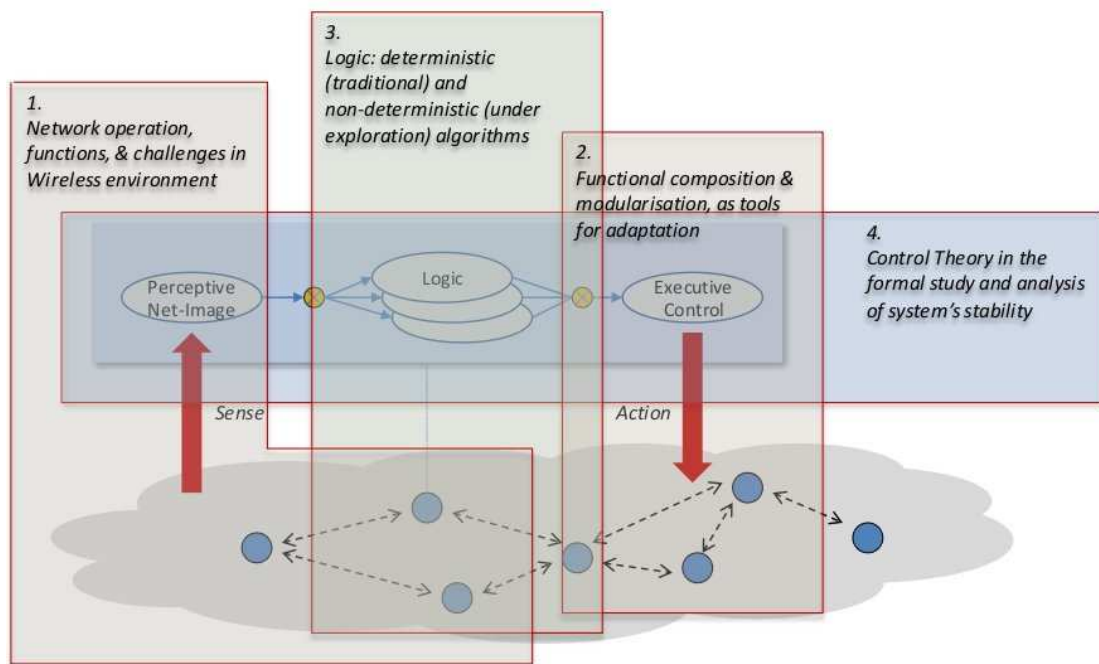 3.
Logic: deterministic
(traditional) and
non-deterministic (under
exploration) algorithms
1.
Network operation,
functions, & challenges in
Wireless environment
2.
Functional composition &
modularisation, as tools
for adaptation
4.
Control Theory in the
formal study and analysis
of system's stability
Perceptive
Net-Image
Logic
Executive
Control
Sense
Action